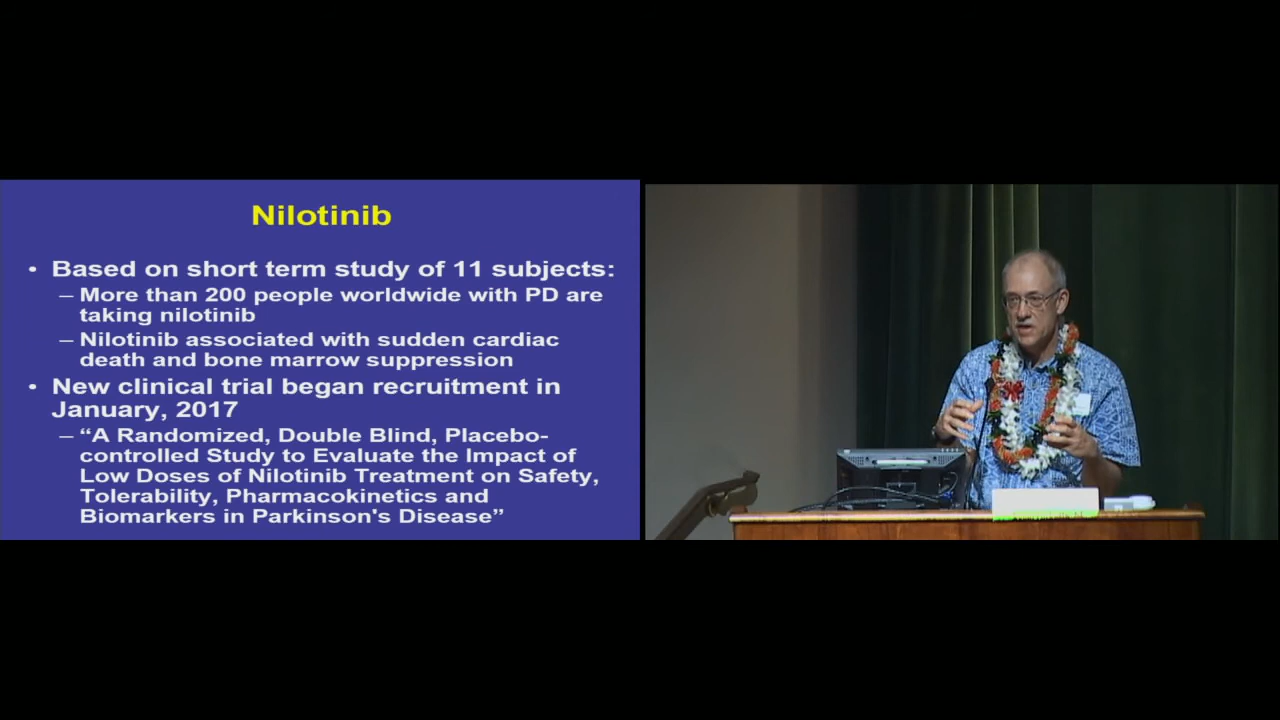 Nilotinib
• Based on short term study of 11 subjects:
– More than 200 people worldwide with PD are
taking nilotinib
– Nilotinib associated with sudden cardiac
death and bone marrow suppression
• New clinical trial began recruitment in
January, 2017
– “A Randomized, Double Blind, Placebo-
controlled Study to Evaluate the Impact of
Low Doses of Nilotinib Treatment on Safety,
Tolerability, Pharmacokinetics and
Biomarkers in Parkinson's Disease”